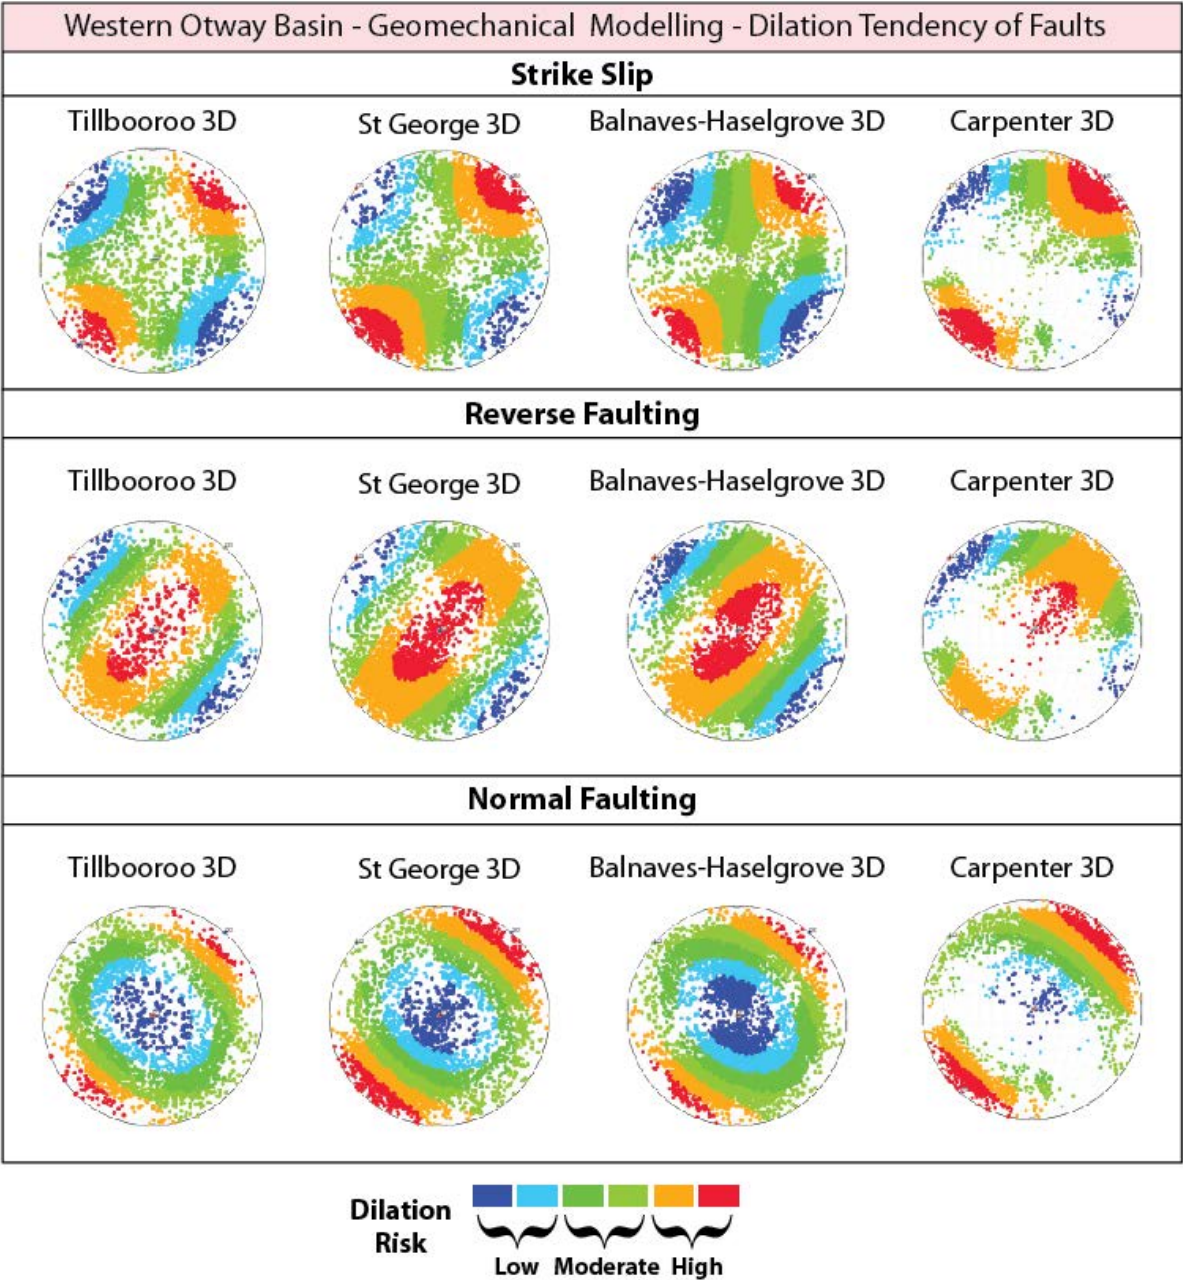 Western Otway Basin - Geomechanical Modelling - Dilation Tendency of Faults
Strike Slip
Tillbooroo 3D St George 3D Balnaves-Haselgrove 3D Carpenter 3D
Reverse Faulting
Tillbooroo 3D St George 3D Balnaves-Haselgrove 3D Carpenter 3D
Normal Faulting
Tillbooroo 3D St George 3D Balnaves-Haselgrove 3D Carpenter 3D
Dilation
Risk
Low Moderate High